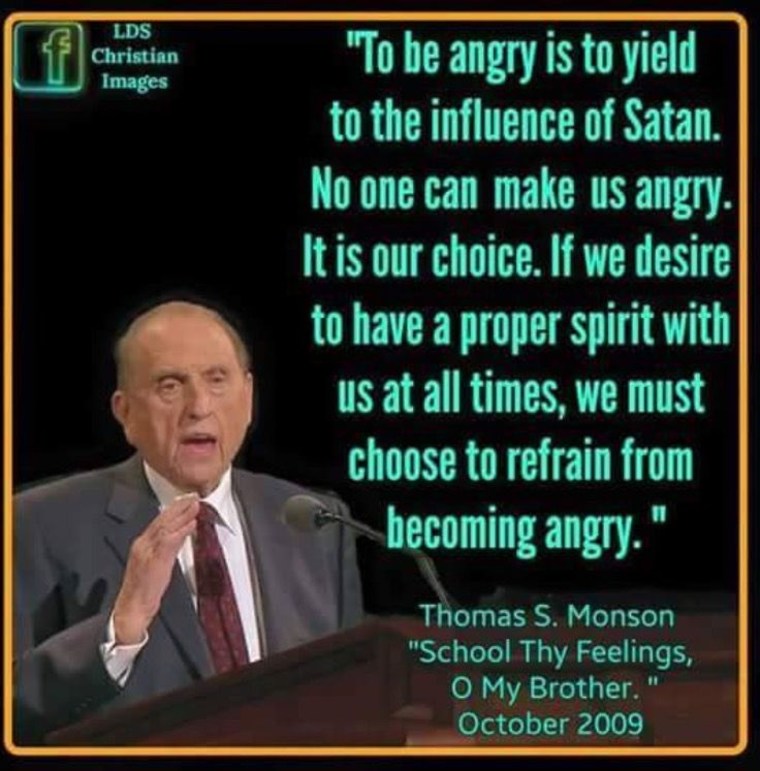 LDS
Christian
Images
"To be angry is to yield
to the influence of Satan.
No one can make us angry.
It is our choice. If we desire
to have a proper spirit with
us at all times, we must
choose to refrain from
becoming angry. "
Thomas S. Monson
"School Thy Feelings,
O My Brother. "
October 2009